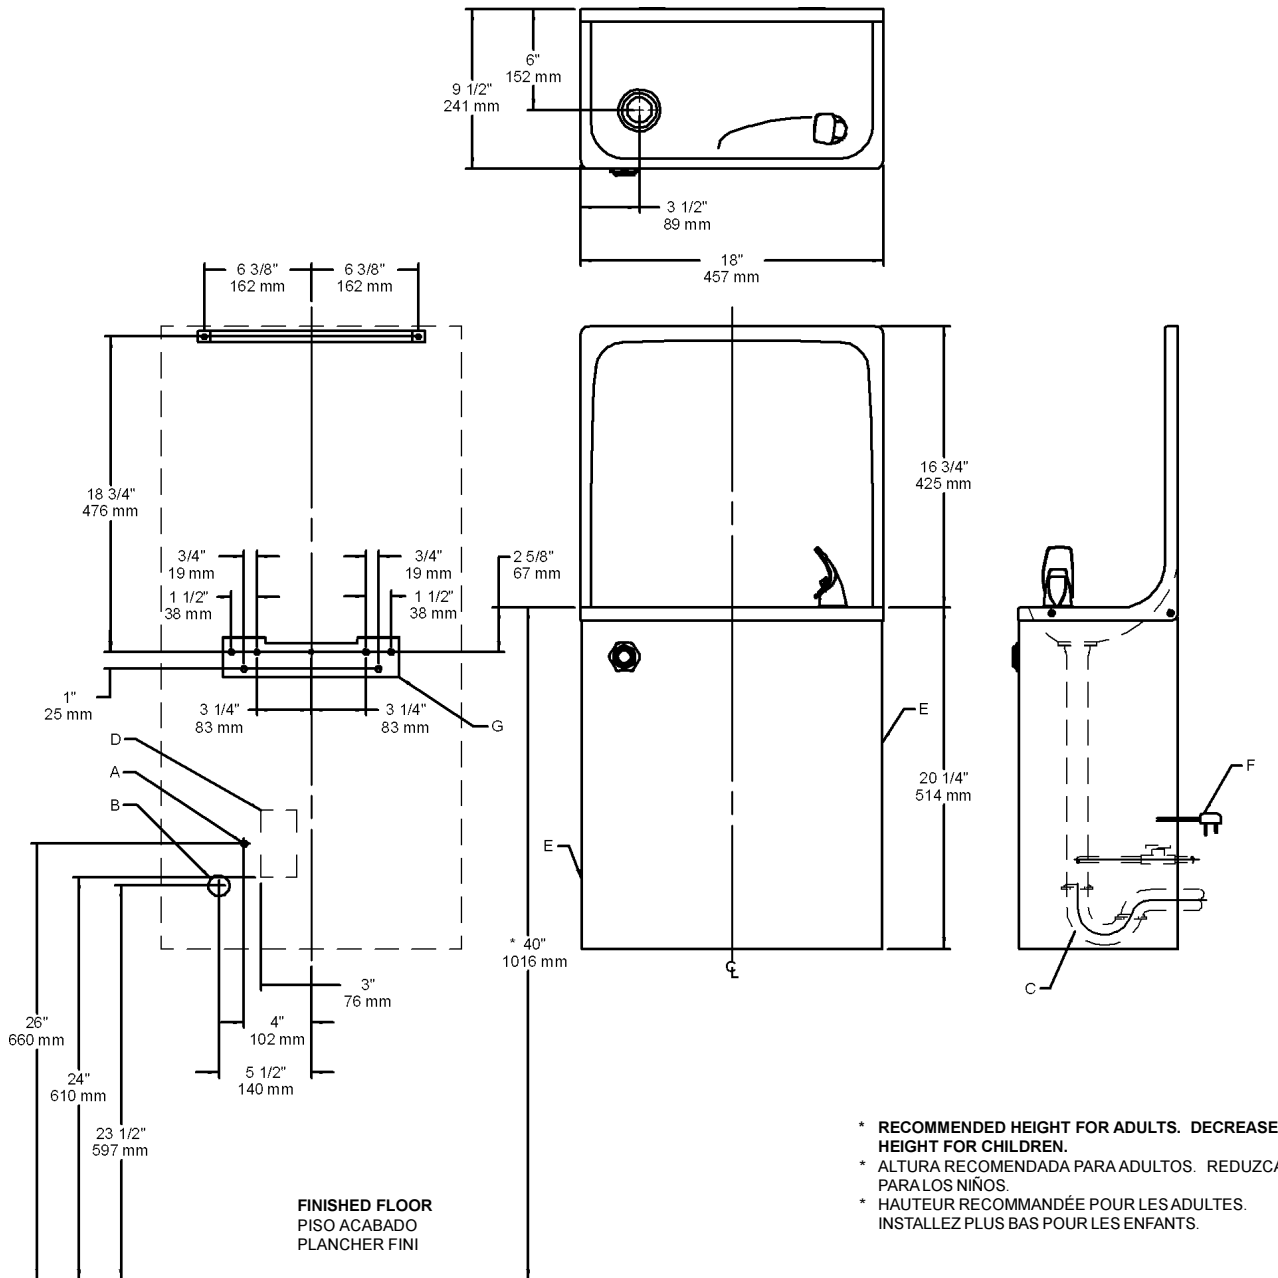 6"
152 mm
9 1/2"
241 mm
3 1/2"
89 mm
18"
457 mm
6 3/8"
162 mm
6 3/8"
162 mm
16 3/4"
425 mm
18 3/4"
476 mm
3/4"
19 mm
3/4"
19 mm
2 5/8"
67 mm
1 1/2"
38 mm
1 1/2"
38 mm
1"
25 mm
3 1/4"
83 mm
3 1/4"
83 mm
G
E
D
A
B
20 1/4"
514 mm
F
E
* 40"
1016 mm
C
℄
3"
76 mm
26"
660 mm
4"
102 mm
24"
610 mm
5 1/2"
140 mm
23 1/2"
597 mm
* RECOMMENDED HEIGHT FOR ADULTS. DECREASE
HEIGHT FOR CHILDREN.
* ALTURA RECOMENDADA PARA ADULTOS. REDUZCA
PARA LOS NIÑOS.
* HAUTEUR RECOMMANDÉE POUR LES ADULTES.
INSTALLEZ PLUS BAS POUR LES ENFANTS.
FINISHED FLOOR
PISO ACABADO
PLANCHER FINI